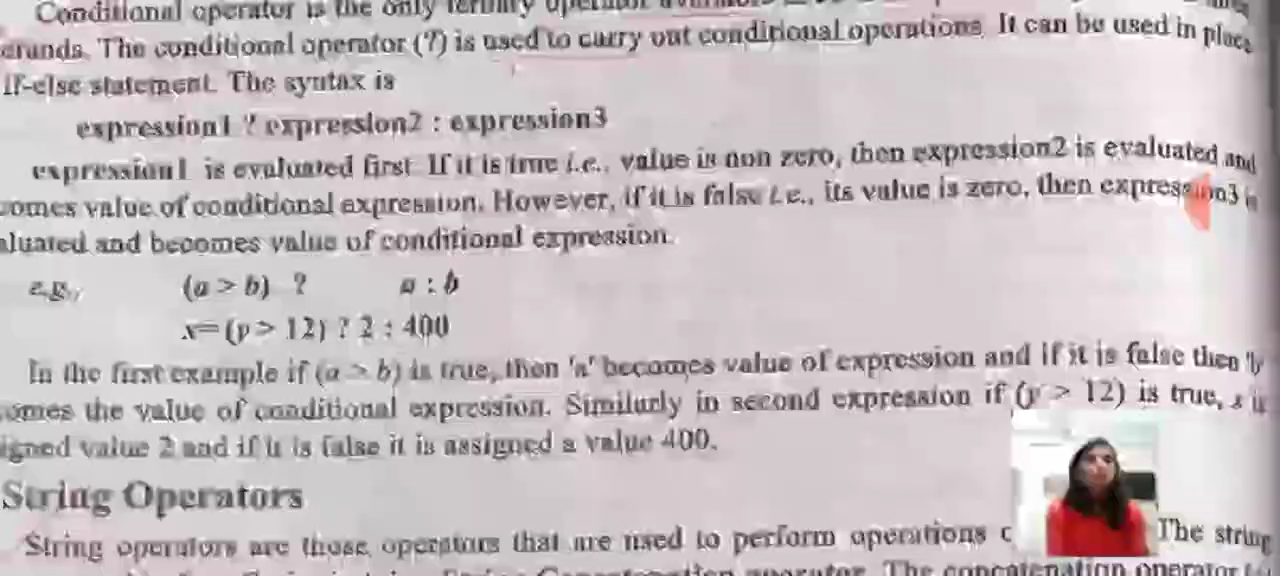 Conditional operator is the only ternary operator
erands. The conditional operator (?) is used to carry out conditional operations. It can be used in place
if-else statement. The syntax is
expression1 ? expression2 : expression3
expression1 is evaluated first. If it is true i.e., value is non zero, then expression2 is evaluated and
comes value of conditional expression. However, if it is false i.e., its value is zero, then expression3 is
aluated and becomes value of conditional expression.
e.g., (a > b) ? a : b
x=(y > 12) ? 2 : 400
In the first example if (a > b) is true, then 'a' becomes value of expression and if it is false then 'b
omes the value of conditional expression. Similarly in second expression if (y > 12) is true, x is
igned value 2 and if it is false it is assigned a value 400.
String Operators
String operators are those operators that are used to perform operations The string
operator. The concatenation operator